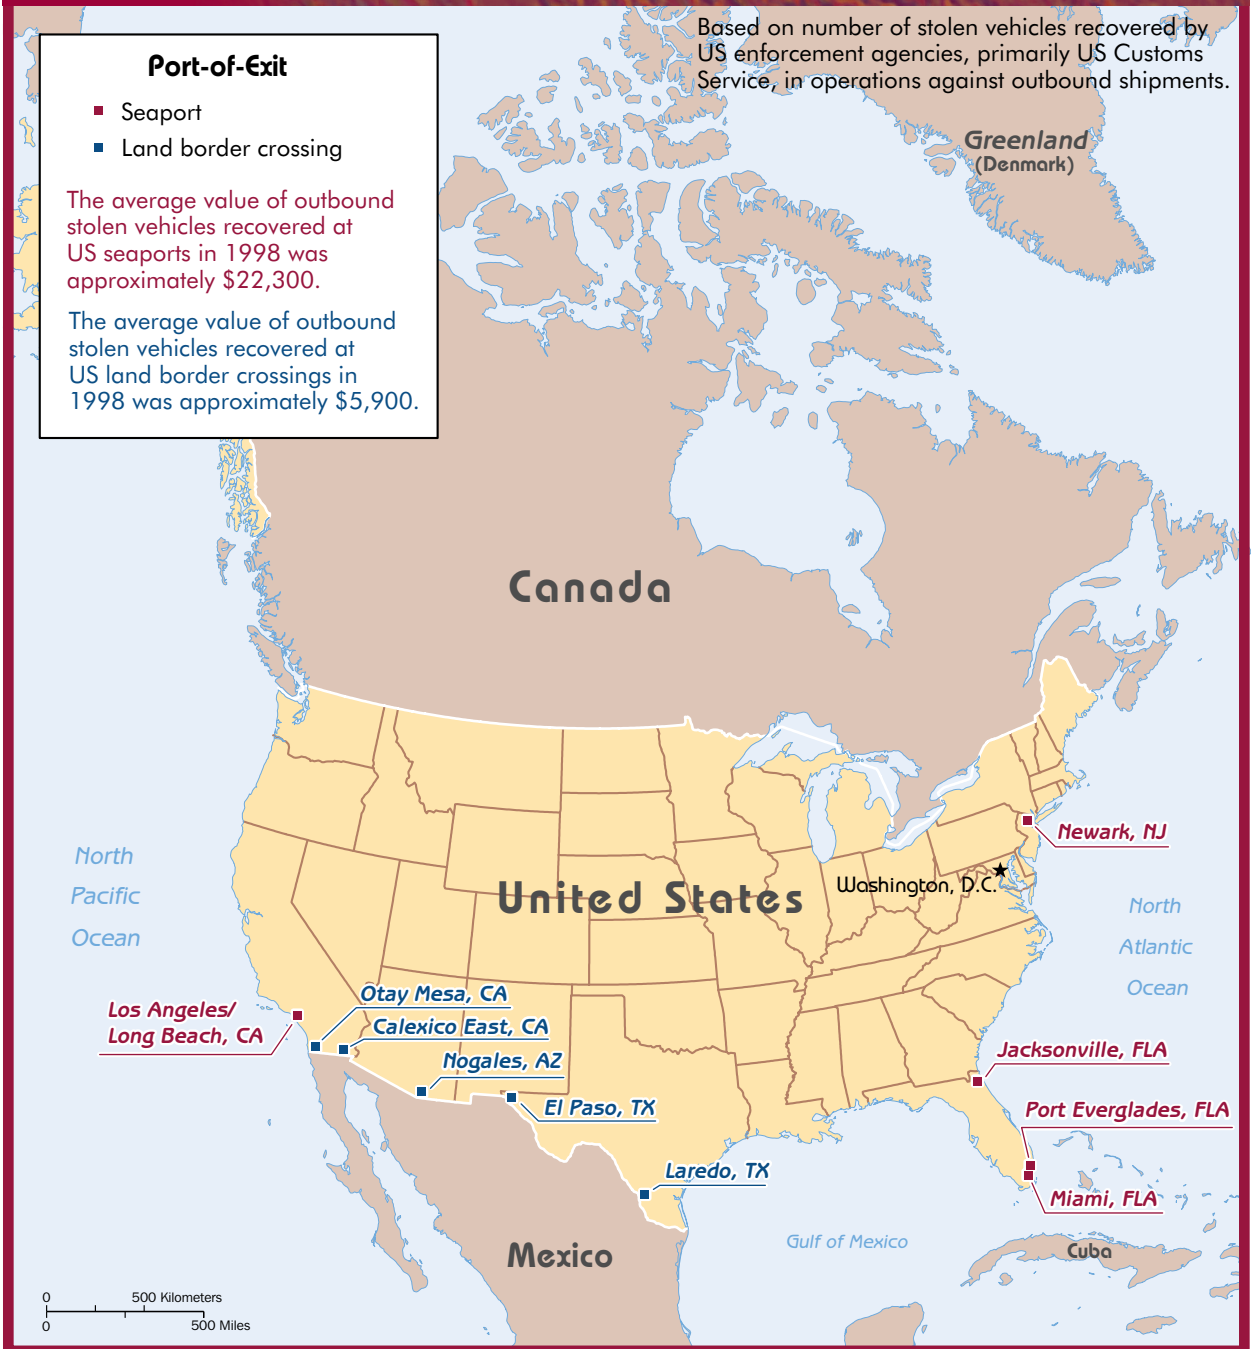 Based on number of stolen vehicles recovered by
US enforcement agencies, primarily US Customs
Service, in operations against outbound shipments.
Port-of-Exit
Seaport
Land border crossing
The average value of outbound
stolen vehicles recovered at
US seaports in 1998 was
approximately $22,300.
The average value of outbound
stolen vehicles recovered at
US land border crossings in
1998 was approximately $5,900.
Greenland
(Denmark)
Canada
United States
Washington, D.C.
Newark, NJ
North
Pacific
Ocean
North
Atlantic
Ocean
Los Angeles/
Long Beach, CA
Otay Mesa, CA
Calexico East, CA
Nogales, AZ
El Paso, TX
Laredo, TX
Jacksonville, FLA
Port Everglades, FLA
Miami, FLA
Gulf of Mexico
Mexico
Cuba
0 500 Kilometers
0 500 Miles